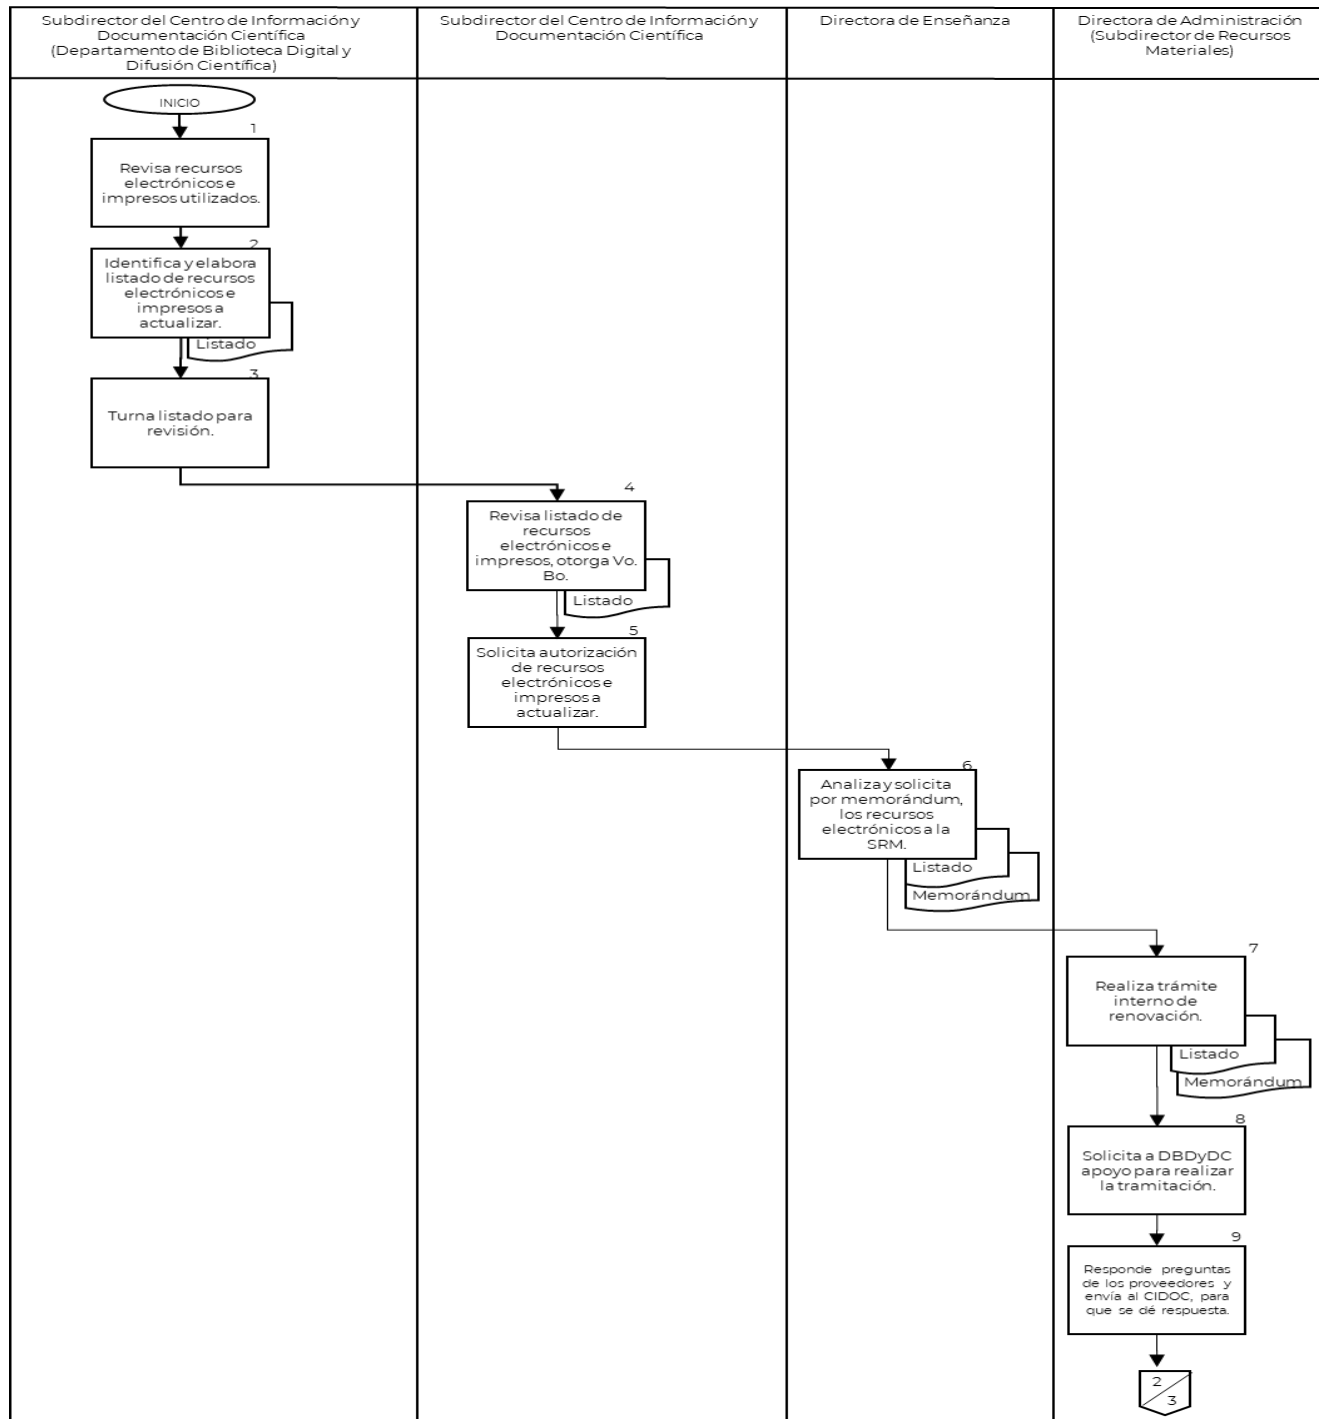 Subdirector del Centro de Información y
Documentación Científica
(Departamento de Biblioteca Digital y
Difusión Científica)
Subdirector del Centro de Información y
Documentación Científica
Directora de Enseñanza
Directora de Administración
(Subdirector de Recursos
Materiales)
INICIO
1
Revisa recursos
electrónicos e
impresos utilizados.
2
Identifica y elabora
listado de recursos
electrónicos e
impresos a
actualizar.
Listado
3
Turna listado para
revisión.
4
Revisa listado de
recursos
electrónicos e
impresos, otorga Vo.
Bo.
Listado
5
Solicita autorización
de recursos
electrónicos e
impresos a
actualizar.
6
Analiza y solicita
por memorándum,
los recursos
electrónicos a la
SRM.
Listado
Memorándum
7
Realiza trámite
interno de
renovación.
Listado
Memorándum
8
Solicita a DBDyDC
apoyo para realizar
la tramitación.
9
Responde preguntas
de los proveedores y
envía al CIDOC, para
que se dé respuesta.
2
3